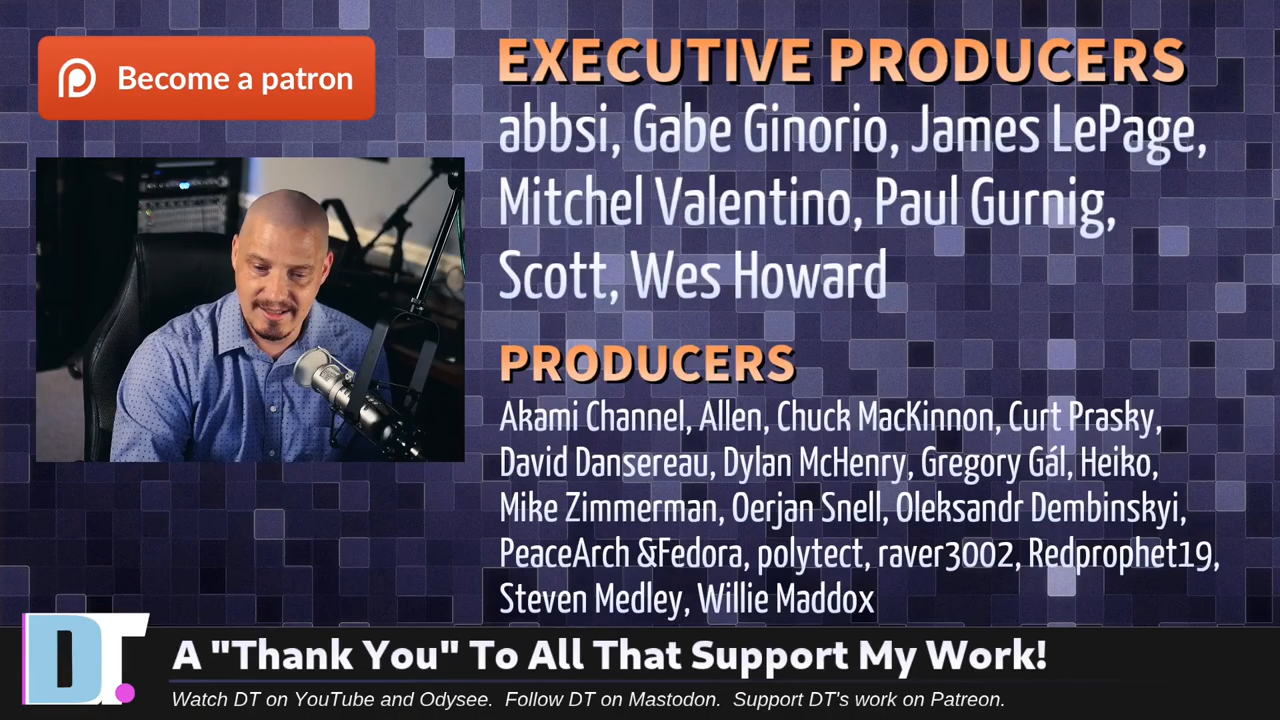 Become a patron
EXECUTIVE PRODUCERS
abbsi, Gabe Ginorio, James LePage,
Mitchel Valentino, Paul Gurnig,
Scott, Wes Howard
PRODUCERS
Akami Channel, Allen, Chuck MacKinnon, Curt Prasky,
David Dansereau, Dylan McHenry, Gregory Gál, Heiko,
Mike Zimmerman, Oerjan Snell, Oleksandr Dembinskyi,
PeaceArch &Fedora, polytect, raver3002, Redprophet19,
Steven Medley, Willie Maddox
DT.
A "Thank You" To All That Support My Work!
Watch DT on YouTube and Odysee. Follow DT on Mastodon. Support DT's work on Patreon.